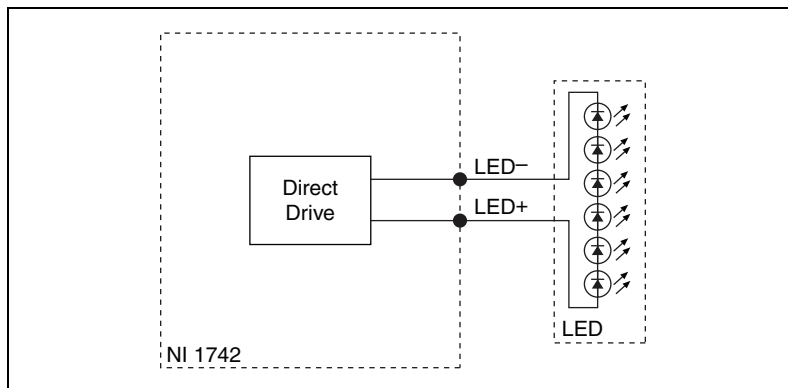 LED−
Direct
Drive
LED+
LED
NI 1742